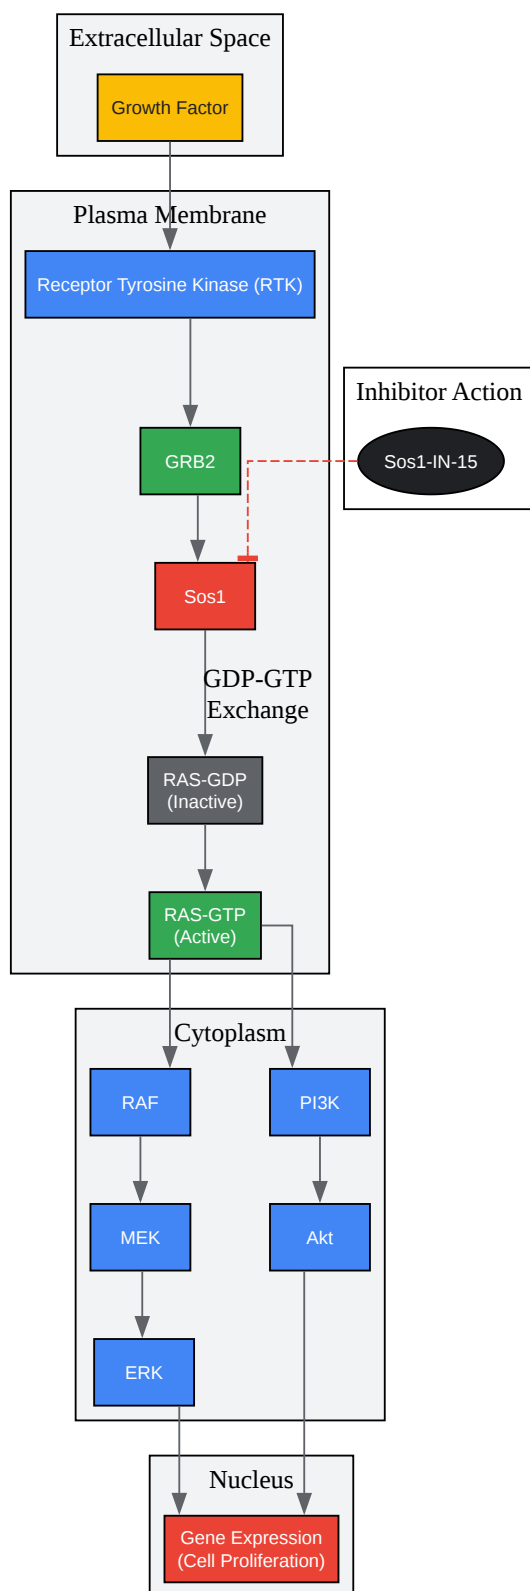 Extracellular Space
Growth Factor
Plasma Membrane
Receptor Tyrosine Kinase (RTK)
Inhibitor Action
GRB2
Sos1-IN-15
Sos1
GDP-GTP
Exchange
RAS-GDP
(Inactive)
RAS-GTP
(Active)
Cytoplasm
RAF
PI3K
MEK
Akt
ERK
Nucleus
Gene Expression
(Cell Proliferation)